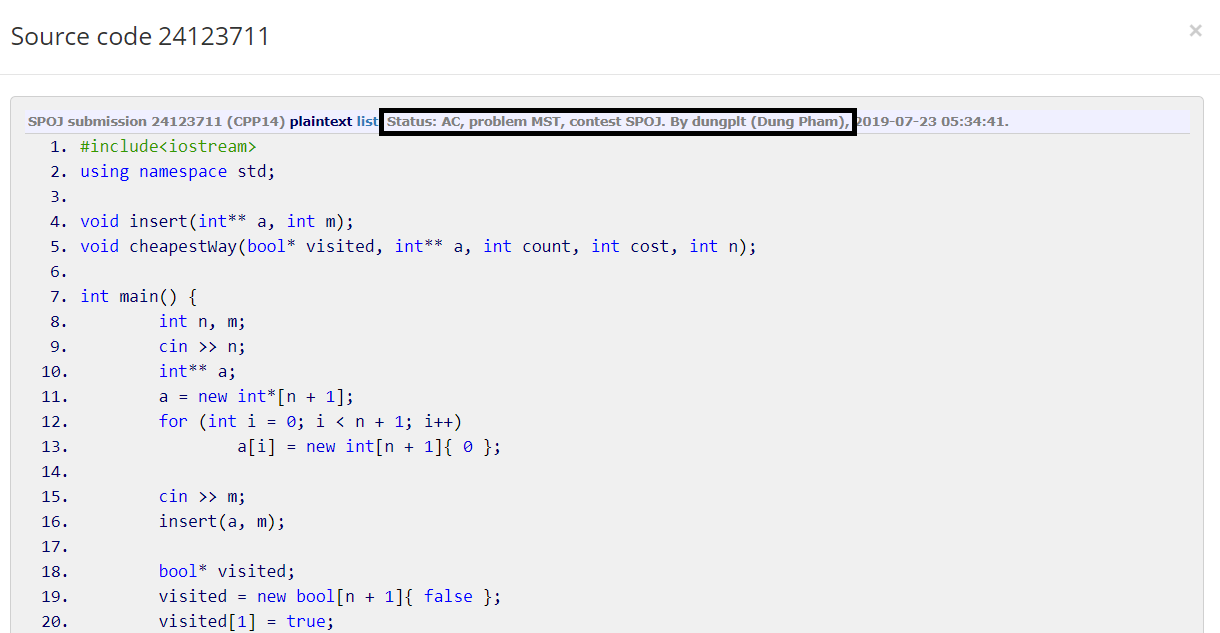 Source code 24123711
×
SPOJ submission 24123711 (CPP14) plaintext list Status: AC, problem MST, contest SPOJ. By dungplt (Dung Pham), 2019-07-23 05:34:41.
1. #include<iostream>
2. using namespace std;
3.
4. void insert(int** a, int m);
5. void cheapestWay(bool* visited, int** a, int count, int cost, int n);
6.
7. int main() {
8. int n, m;
9. cin >> n;
10. int** a;
11. a = new int*[n + 1];
12. for (int i = 0; i < n + 1; i++)
13. a[i] = new int[n + 1]{ 0 };
14.
15. cin >> m;
16. insert(a, m);
17.
18. bool* visited;
19. visited = new bool[n + 1]{ false };
20. visited[1] = true;